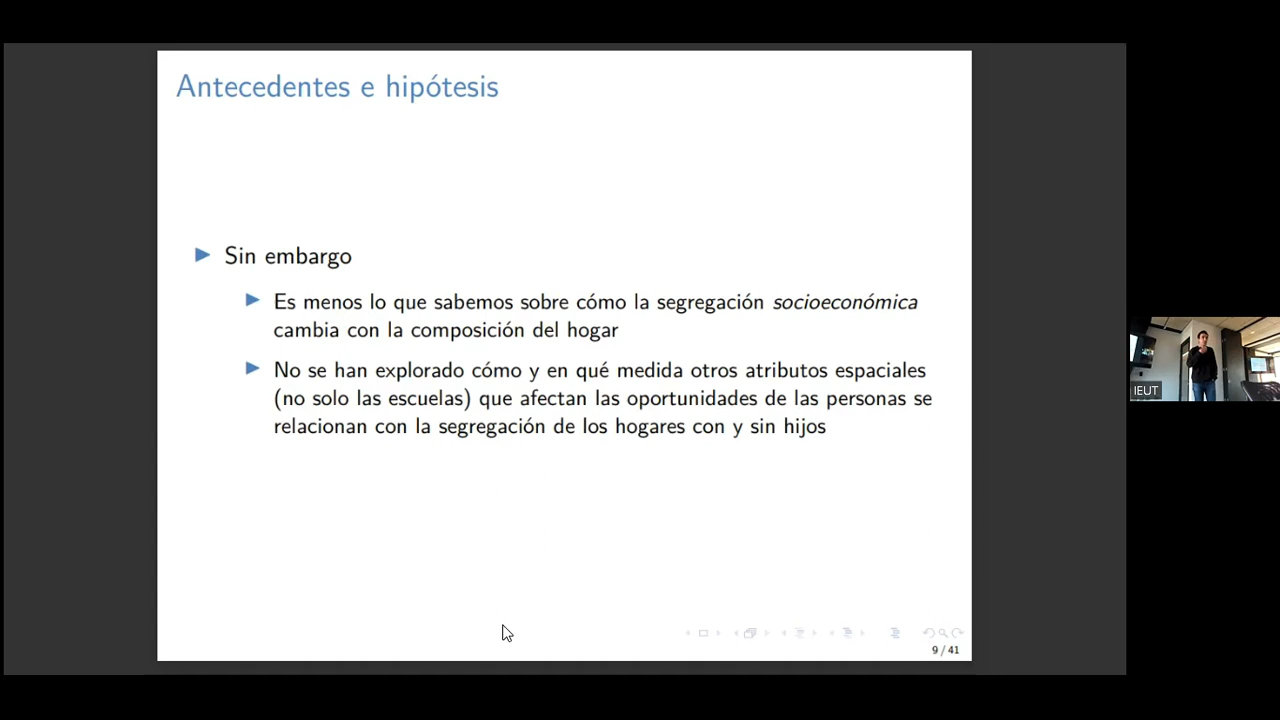 Antecedentes e hipótesis
Sin embargo
Es menos lo que sabemos sobre cómo la segregación socioeconómica
cambia con la composición del hogar
No se han explorado cómo y en qué medida otros atributos espaciales
(no solo las escuelas) que afectan las oportunidades de las personas se
relacionan con la segregación de los hogares con y sin hijos
9 / 41
IEUT